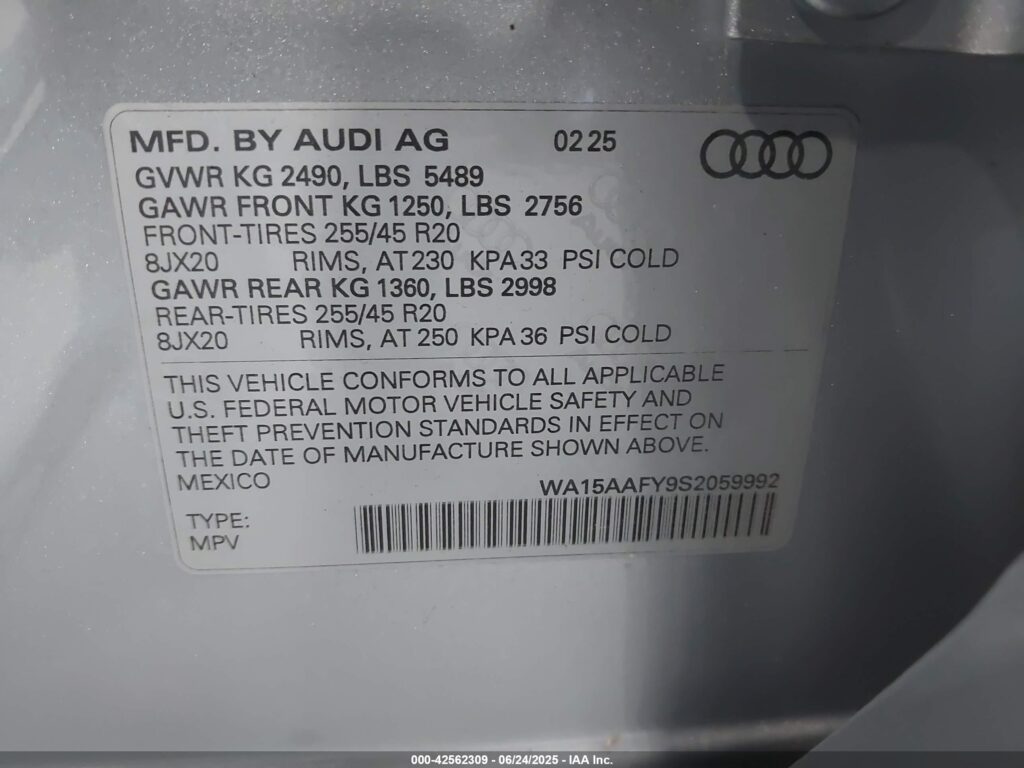 MFD. BY AUDI AG 02 25
GVWR KG 2490, LBS 5489
GAWR FRONT KG 1250, LBS 2756
FRONT-TIRES 255/45 R20
8JX20 RIMS, AT 230 KPA 33 PSI COLD
GAWR REAR KG 1360, LBS 2998
REAR-TIRES 255/45 R20
8JX20 RIMS, AT 250 KPA 36 PSI COLD
THIS VEHICLE CONFORMS TO ALL APPLICABLE
U.S. FEDERAL MOTOR VEHICLE SAFETY AND
THEFT PREVENTION STANDARDS IN EFFECT ON
THE DATE OF MANUFACTURE SHOWN ABOVE.
MEXICO WA15AAFY9S2059992
TYPE:
MPV
000-42562309 - 06/24/2025 - IAA Inc.